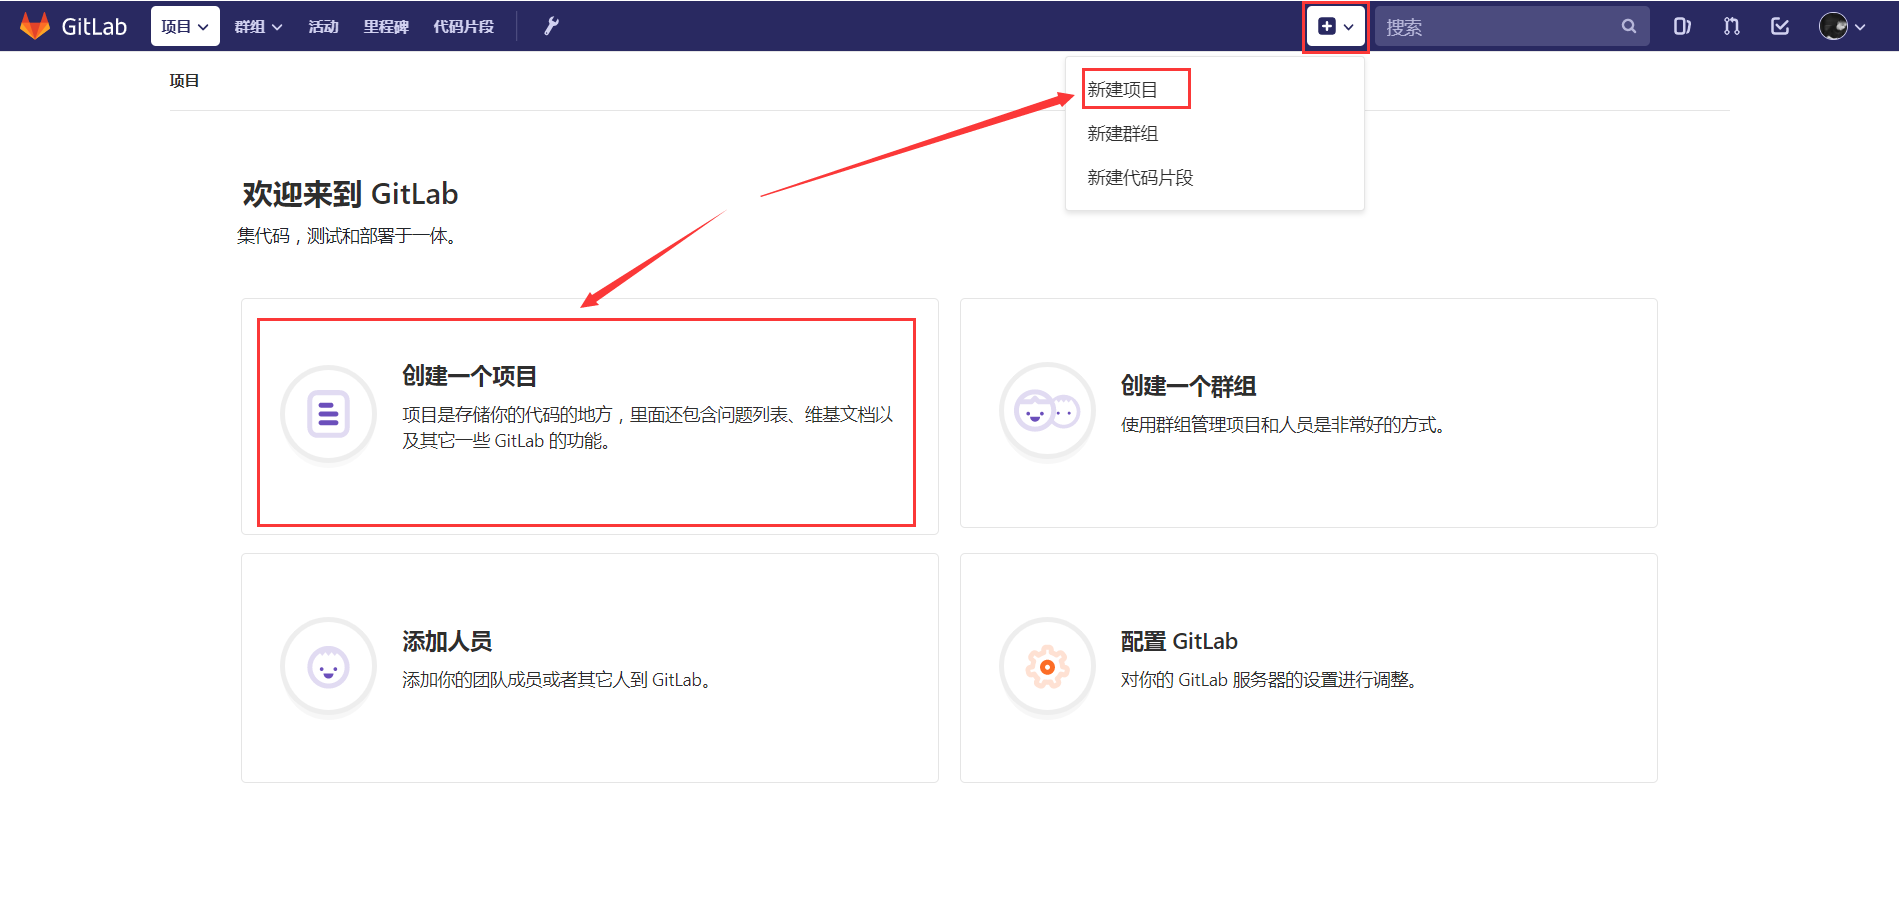 GitLab 项目 群组 活动 里程碑 代码片段 搜索
项目
新建项目
新建群组
新建代码片段
欢迎来到 GitLab
集代码，测试和部署于一体。
创建一个项目
项目是存储你的代码的地方，里面还包含问题列表、维基文档以
及其它一些 GitLab 的功能。
创建一个群组
使用群组管理项目和人员是非常好的方式。
添加人员
添加你的团队成员或者其它人到 GitLab。
配置 GitLab
对你的 GitLab 服务器的设置进行调整。